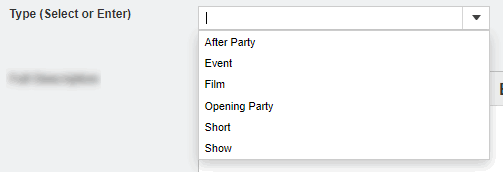 Type (Select or Enter)
After Party
Event
Film
Opening Party
Short
Show